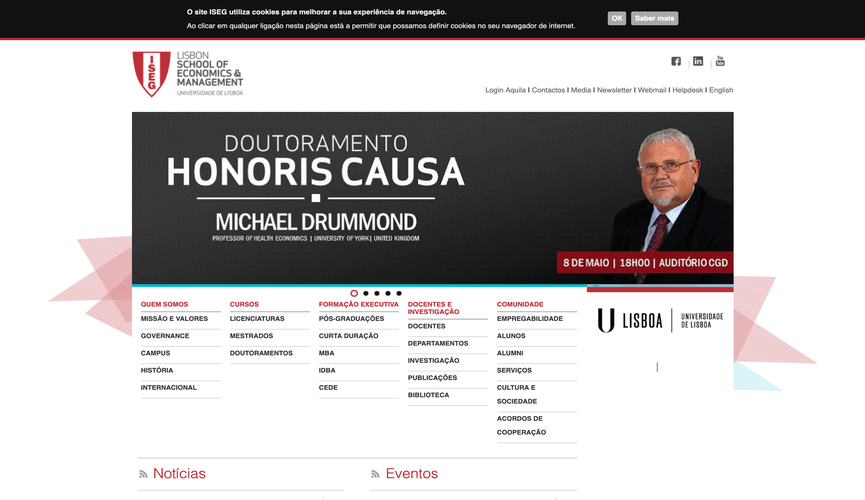 O site ISEG utiliza cookies para melhorar a sua experiência de navegação.
Ao clicar em qualquer ligação nesta página está a permitir que possamos definir cookies no seu navegador de internet.
OK
Saber mais
ISEG
LISBON
SCHOOL OF
ECONOMICS &
MANAGEMENT
UNIVERSIDADE DE LISBOA
You Tube
Login Aquila | Contactos | Media | Newsletter | Webmail | Helpdesk | English
DOUTORAMENTO
HONORIS CAUSA
MICHAEL DRUMMOND
PROFESSOR OF HEALTH ECONOMICS | UNIVERSITY OF YORK | UNITED KINGDOM
8 DE MAIO | 18H00 | AUDITÓRIO CGD
QUEM SOMOS
MISSÃO E VALORES
GOVERNANCE
CAMPUS
HISTÓRIA
INTERNACIONAL
CURSOS
LICENCIATURAS
MESTRADOS
DOUTORAMENTOS
FORMAÇÃO EXECUTIVA
PÓS-GRADUAÇÕES
CURTA DURAÇÃO
MBA
IDBA
CEDE
DOCENTES E
INVESTIGAÇÃO
DOCENTES
DEPARTAMENTOS
INVESTIGAÇÃO
PUBLICAÇÕES
BIBLIOTECA
COMUNIDADE
EMPREGABILIDADE
ALUNOS
ALUMNI
SERVIÇOS
CULTURA E
SOCIEDADE
ACORDOS DE
COOPERAÇÃO
LISBOA
UNIVERSIDADE
DE LISBOA
Notícias
Eventos